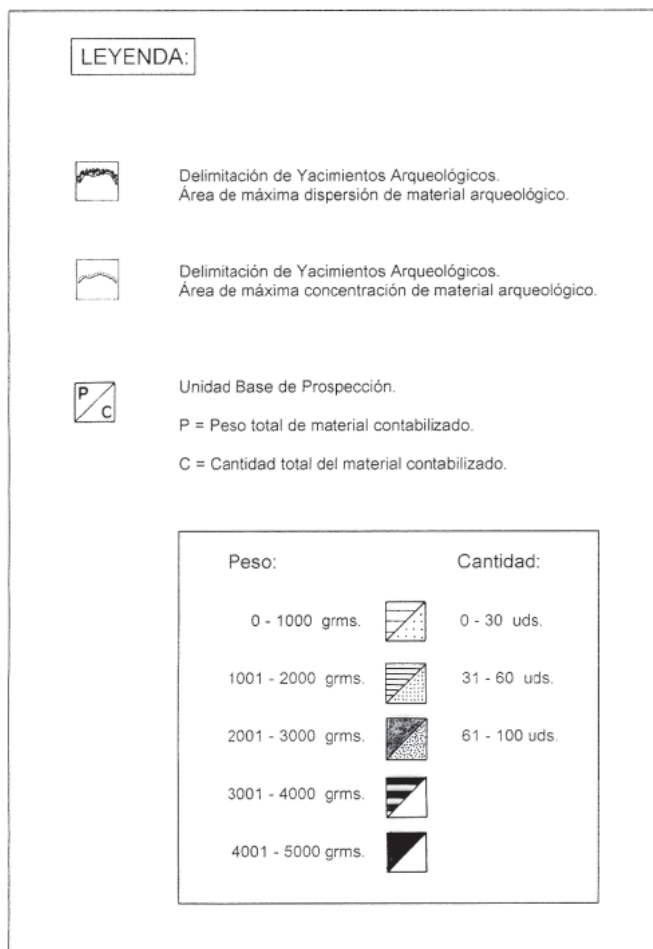 LEYENDA:
Delimitación de Yacimientos Arqueológicos.
Área de máxima dispersión de material arqueológico.
Delimitación de Yacimientos Arqueológicos.
Área de máxima concentración de material arqueológico.
P
C
Unidad Base de Prospección.
P = Peso total de material contabilizado.
C = Cantidad total del material contabilizado.
Peso: Cantidad:
0 - 1000 grms. 0 - 30 uds.
1001 - 2000 grms. 31 - 60 uds.
2001 - 3000 grms. 61 - 100 uds.
3001 - 4000 grms.
4001 - 5000 grms.